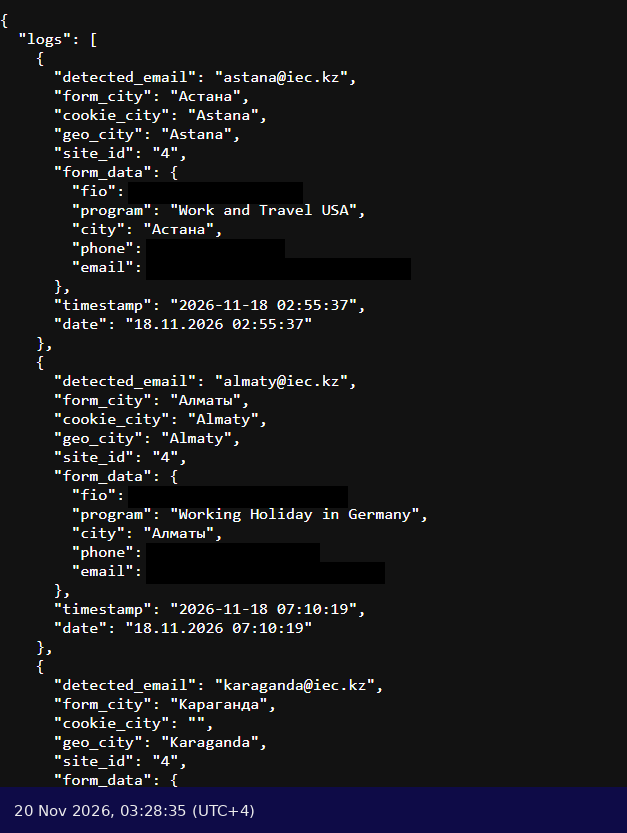 {
"logs": [
{
"detected_email": "astana@iec.kz",
"form_city": "Астана",
"cookie_city": "Astana",
"geo_city": "Astana",
"site_id": "4",
"form_data": {
"fio":
"program": "Work and Travel USA",
"city": "Астана",
"phone":
"email":
},
"timestamp": "2026-11-18 02:55:37",
"date": "18.11.2026 02:55:37"
},
{
"detected_email": "almaty@iec.kz",
"form_city": "Алматы",
"cookie_city": "Almaty",
"geo_city": "Almaty",
"site_id": "4",
"form_data": {
"fio":
"program": "Working Holiday in Germany",
"city": "Алматы",
"phone":
"email":
},
"timestamp": "2026-11-18 07:10:19",
"date": "18.11.2026 07:10:19"
},
{
"detected_email": "karaganda@iec.kz",
"form_city": "Караганда",
"cookie_city": "",
"geo_city": "Karaganda",
"site_id": "4",
"form_data": {
20 Nov 2026, 03:28:35 (UTC+4)